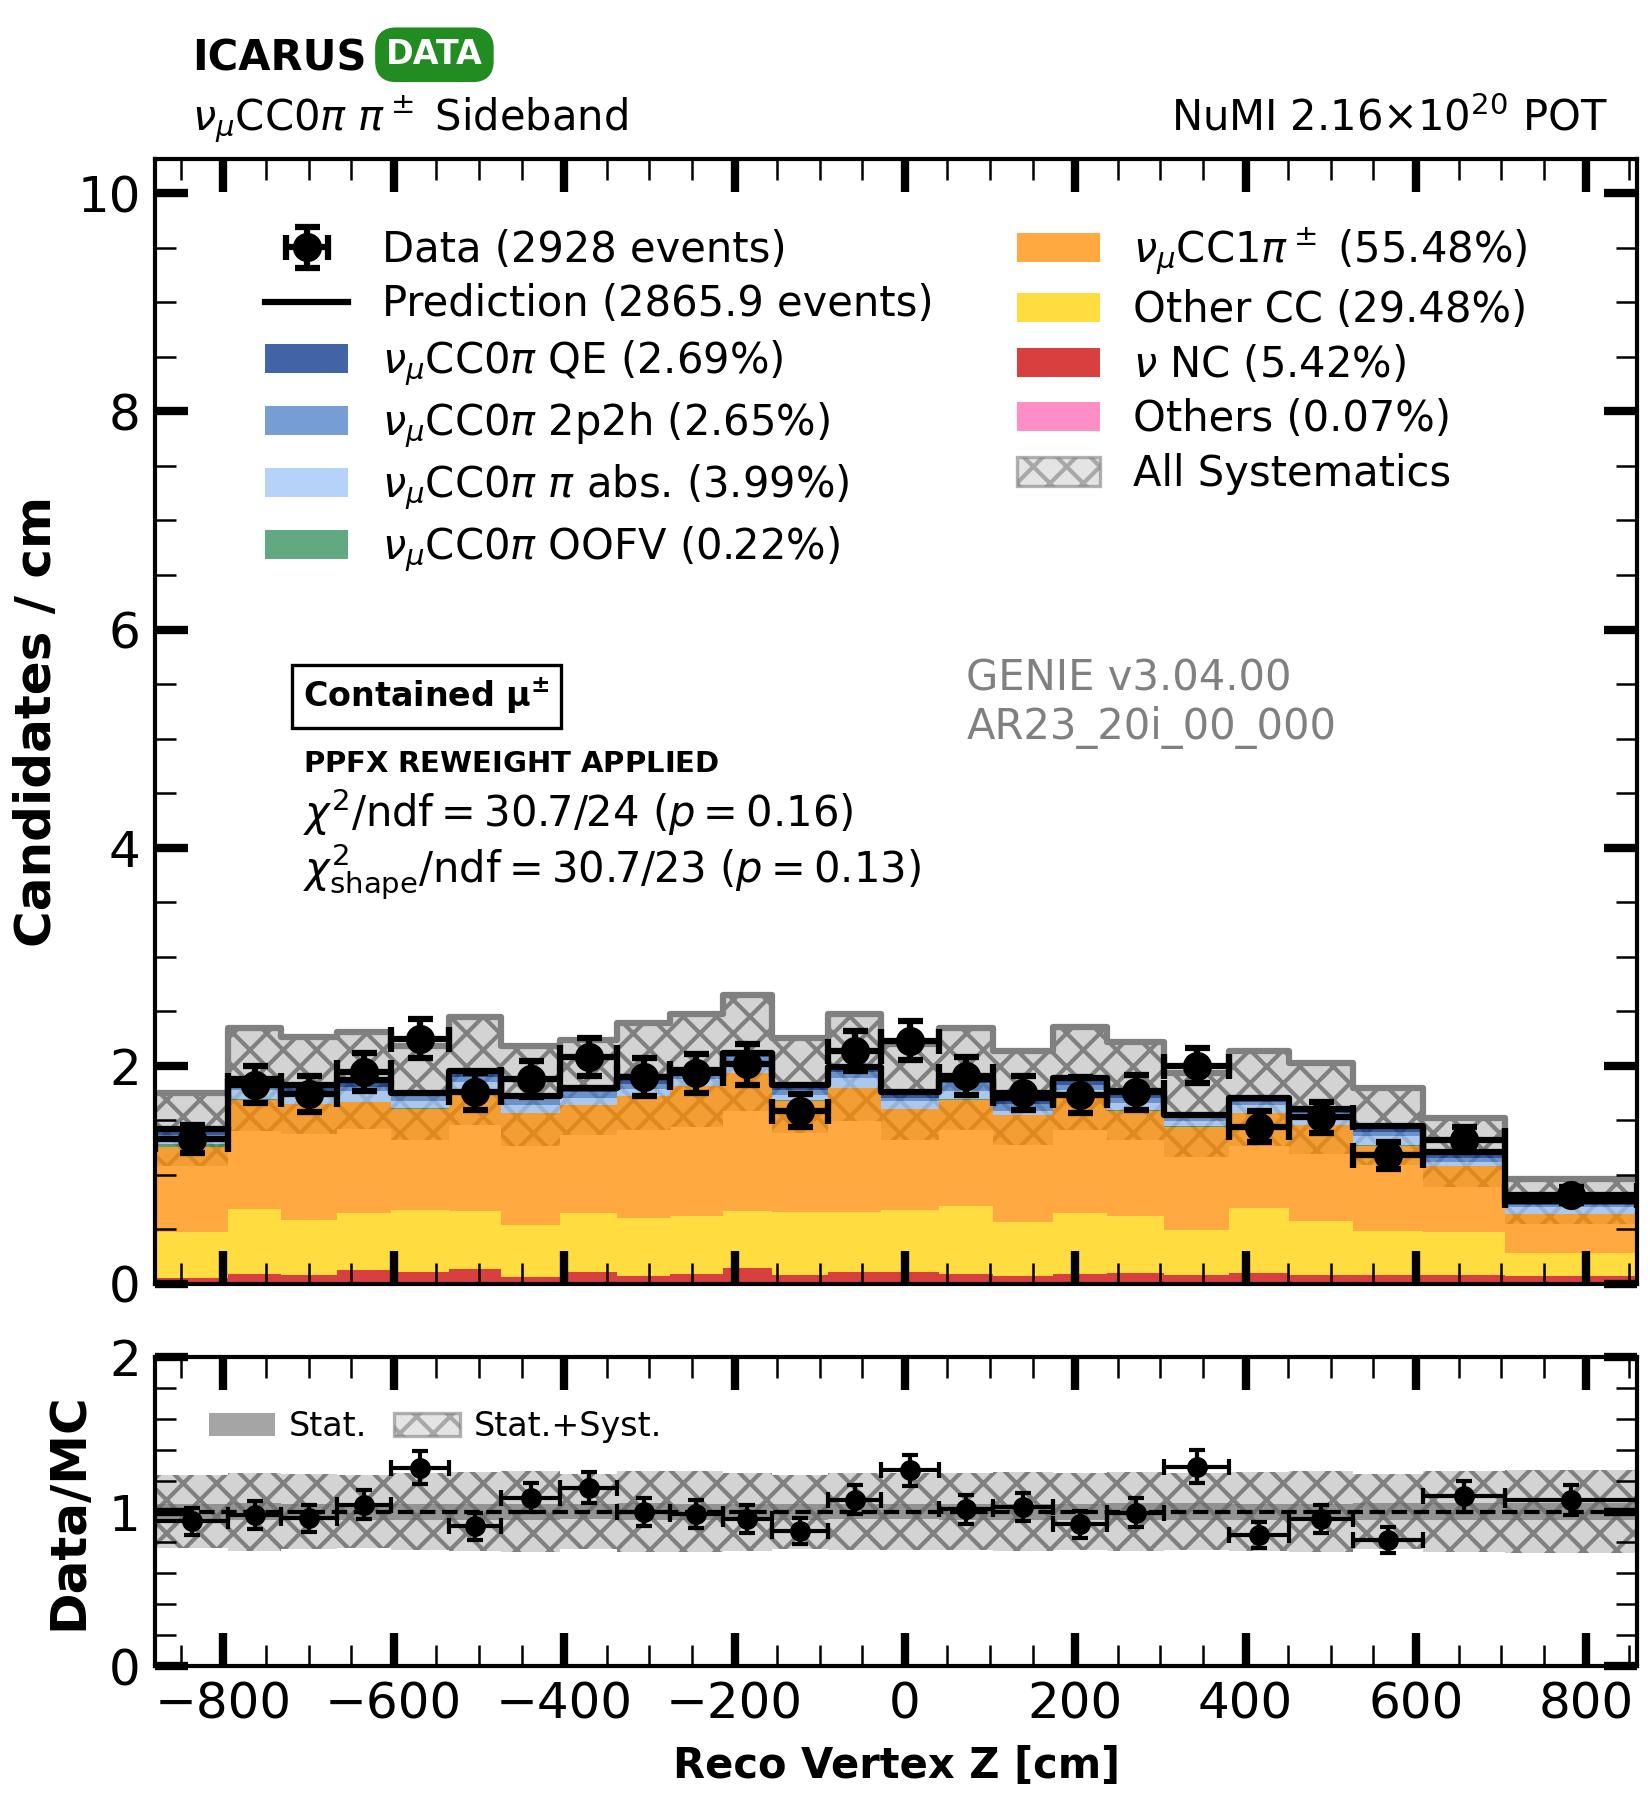 ICARUS DATA
νμCC0π π± Sideband
NuMI 2.16×10²⁰ POT
10
8
6
4
2
0
Candidates / cm
Data (2928 events)
Prediction (2865.9 events)
νμCC0π QE (2.69%)
νμCC0π 2p2h (2.65%)
νμCC0π π abs. (3.99%)
νμCC0π OOFV (0.22%)
νμCC1π± (55.48%)
Other CC (29.48%)
ν NC (5.42%)
Others (0.07%)
All Systematics
Contained μ±
PPFX REWEIGHT APPLIED
χ²/ndf = 30.7/24 (p = 0.16)
χ²shape/ndf = 30.7/23 (p = 0.13)
GENIE v3.04.00
AR23_20i_00_000
2
1
0
Data/MC
Stat. Stat.+Syst.
−800 −600 −400 −200 0 200 400 600 800
Reco Vertex Z [cm]